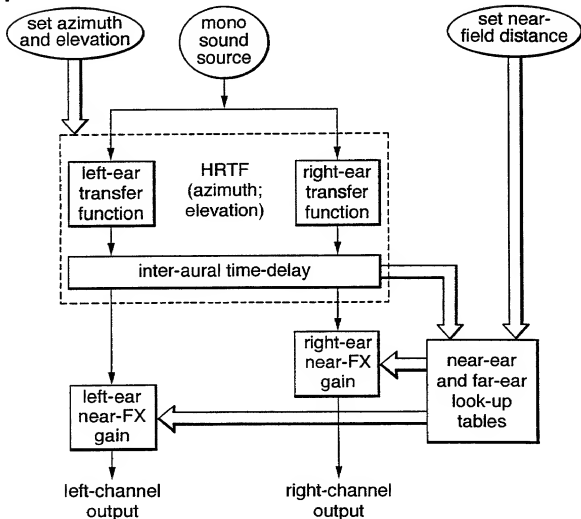 set azimuth
and elevation
mono
sound
source
set near-
field distance
left-ear
transfer
function
HRTF
(azimuth;
elevation)
right-ear
transfer
function
inter-aural time-delay
right-ear
near-FX
gain
near-ear
and far-ear
look-up
tables
left-ear
near-FX
gain
left-channel
output
right-channel
output